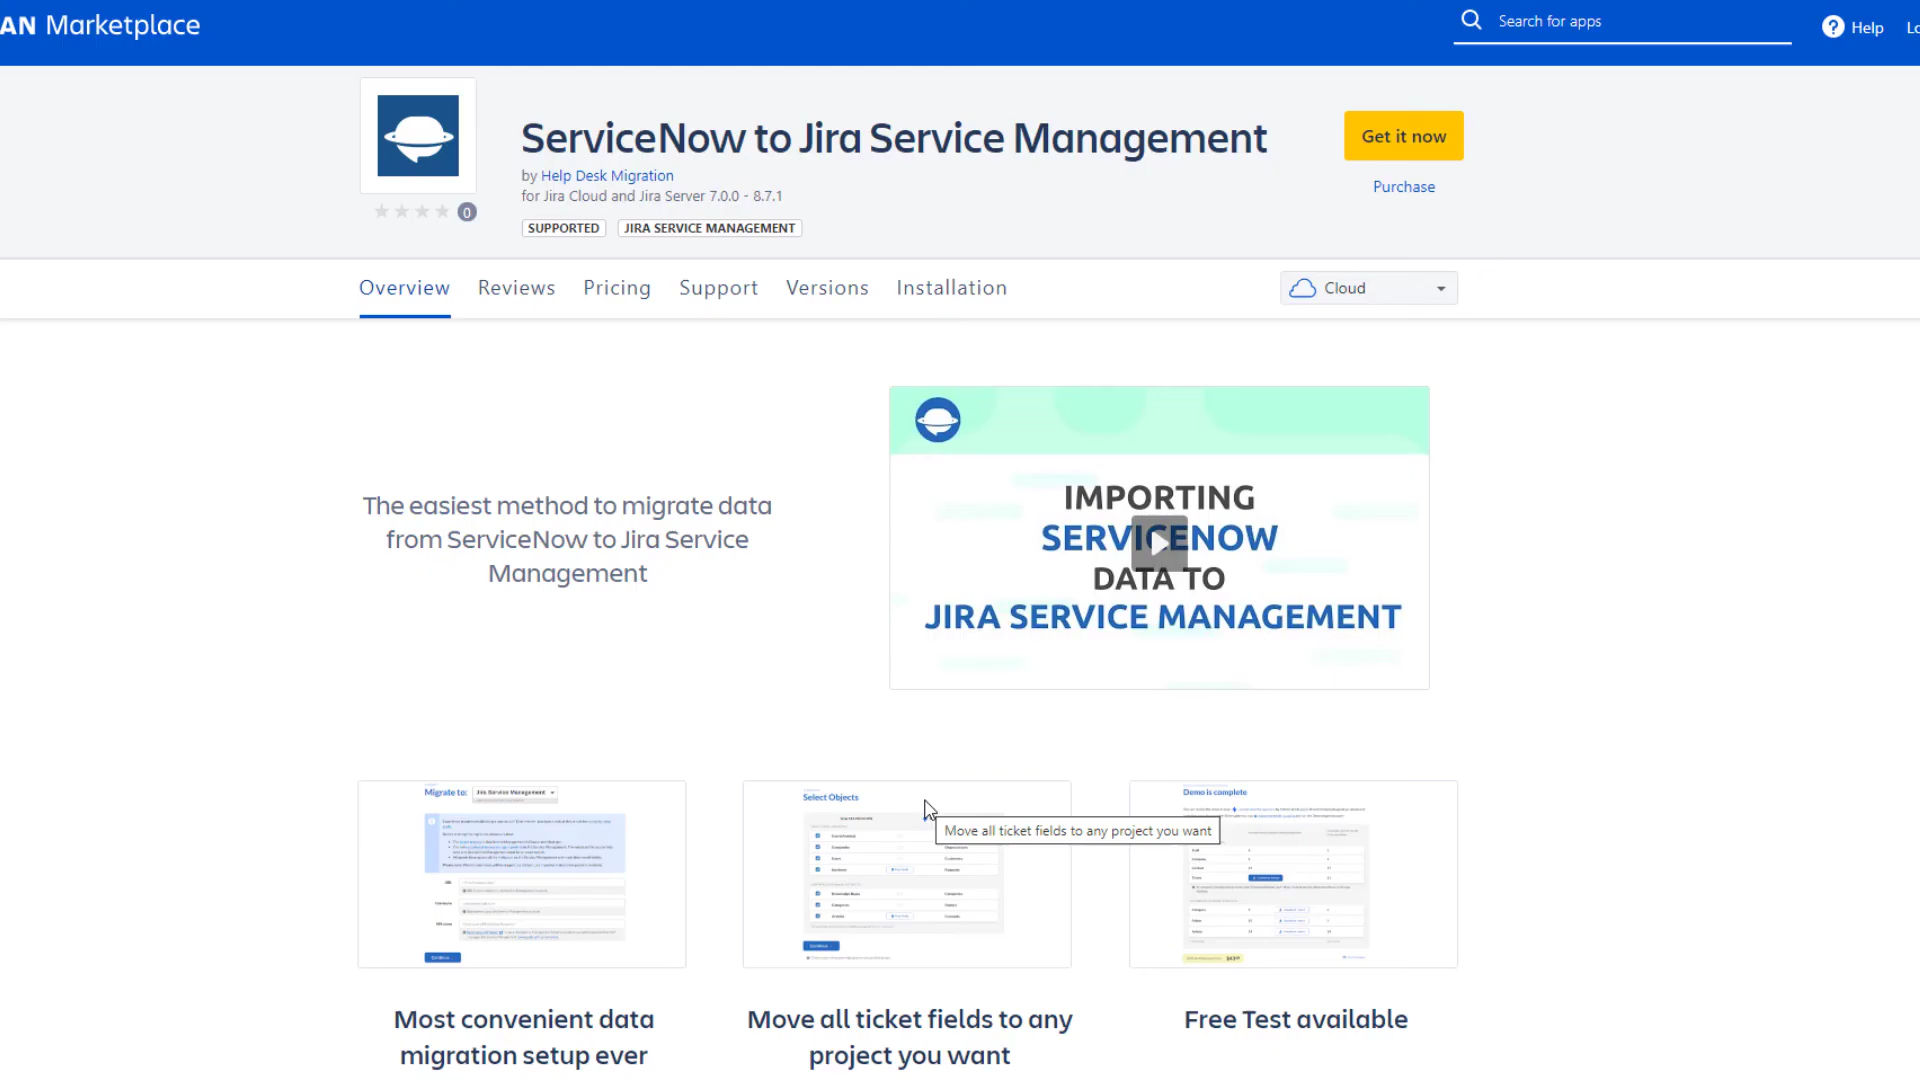 AN Marketplace
Search for apps
Help
Lo
ServiceNow to Jira Service Management
by Help Desk Migration
for Jira Cloud and Jira Server 7.0.0 - 8.7.1
0
SUPPORTED
JIRA SERVICE MANAGEMENT
Get it now
Purchase
Overview
Reviews
Pricing
Support
Versions
Installation
Cloud
The easiest method to migrate data
from ServiceNow to Jira Service
Management
IMPORTING
SERVICENOW
DATA TO
JIRA SERVICE MANAGEMENT
Migrate to:
Jira Service Management
Select Objects
Move all ticket fields to any project you want
Demo is complete
Most convenient data
migration setup ever
Move all ticket fields to any
project you want
Free Test available